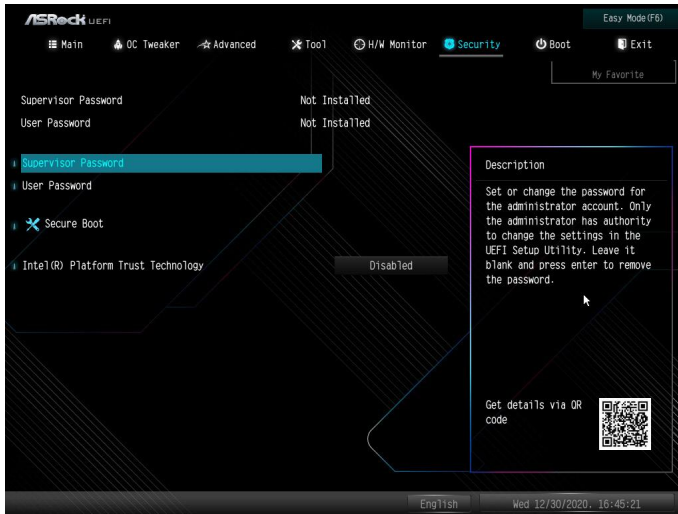 ASRock UEFI
Easy Mode(F6)
Main OC Tweaker Advanced Tool H/W Monitor Security Boot Exit
My Favorite
Supervisor Password Not Installed
User Password Not Installed
Supervisor Password
User Password
Secure Boot
Intel(R) Platform Trust Technology Disabled
Description
Set or change the password for
the administrator account. Only
the administrator has authority
to change the settings in the
UEFI Setup Utility. Leave it
blank and press enter to remove
the password.
Get details via QR
code
English Wed 12/30/2020. 16:45:21